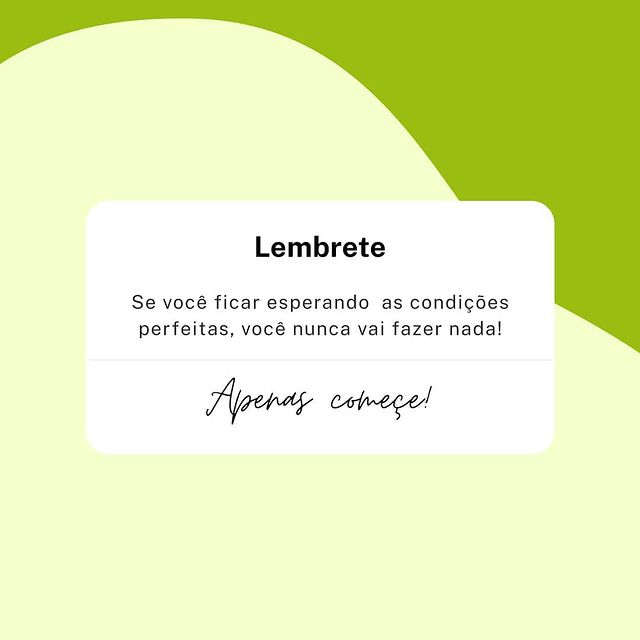 Lembrete
Se você ficar esperando  as condições
perfeitas, você nunca vai fazer nada!
Apenas começe!